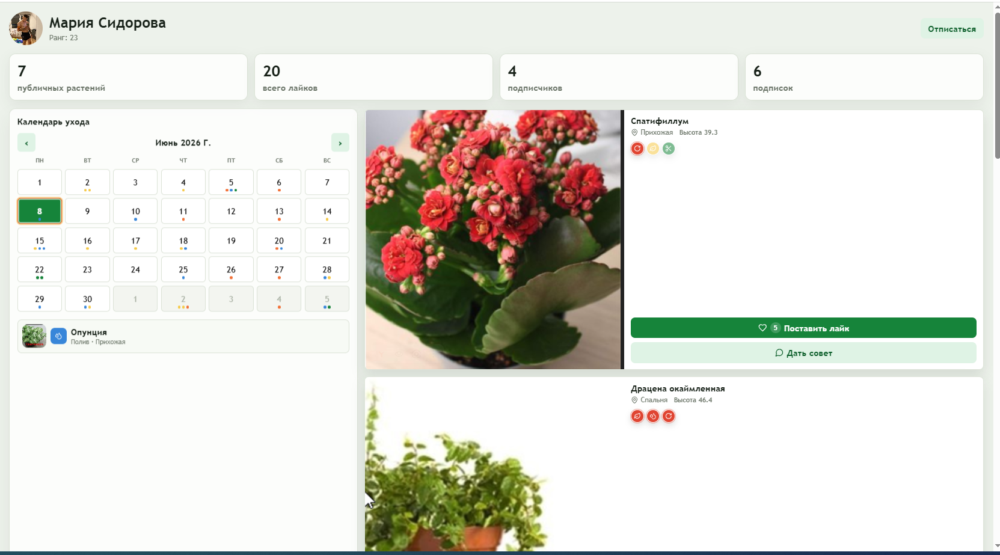 Мария Сидорова
Ранг: 23
Отписаться
7
публичных растений
20
всего лайков
4
подписчиков
6
подписок
Календарь ухода
‹
Июнь 2026 Г.
›
ПН ВТ СР ЧТ ПТ СБ ВС
1 2 3 4 5 6 7
8 9 10 11 12 13 14
15 16 17 18 19 20 21
22 23 24 25 26 27 28
29 30 1 2 3 4 5
Опунция
Полив • Прихожая
Спатифиллум
Прихожая Высота 39.3
5 Поставить лайк
Дать совет
Драцена окаймленная
Спальня Высота 46.4